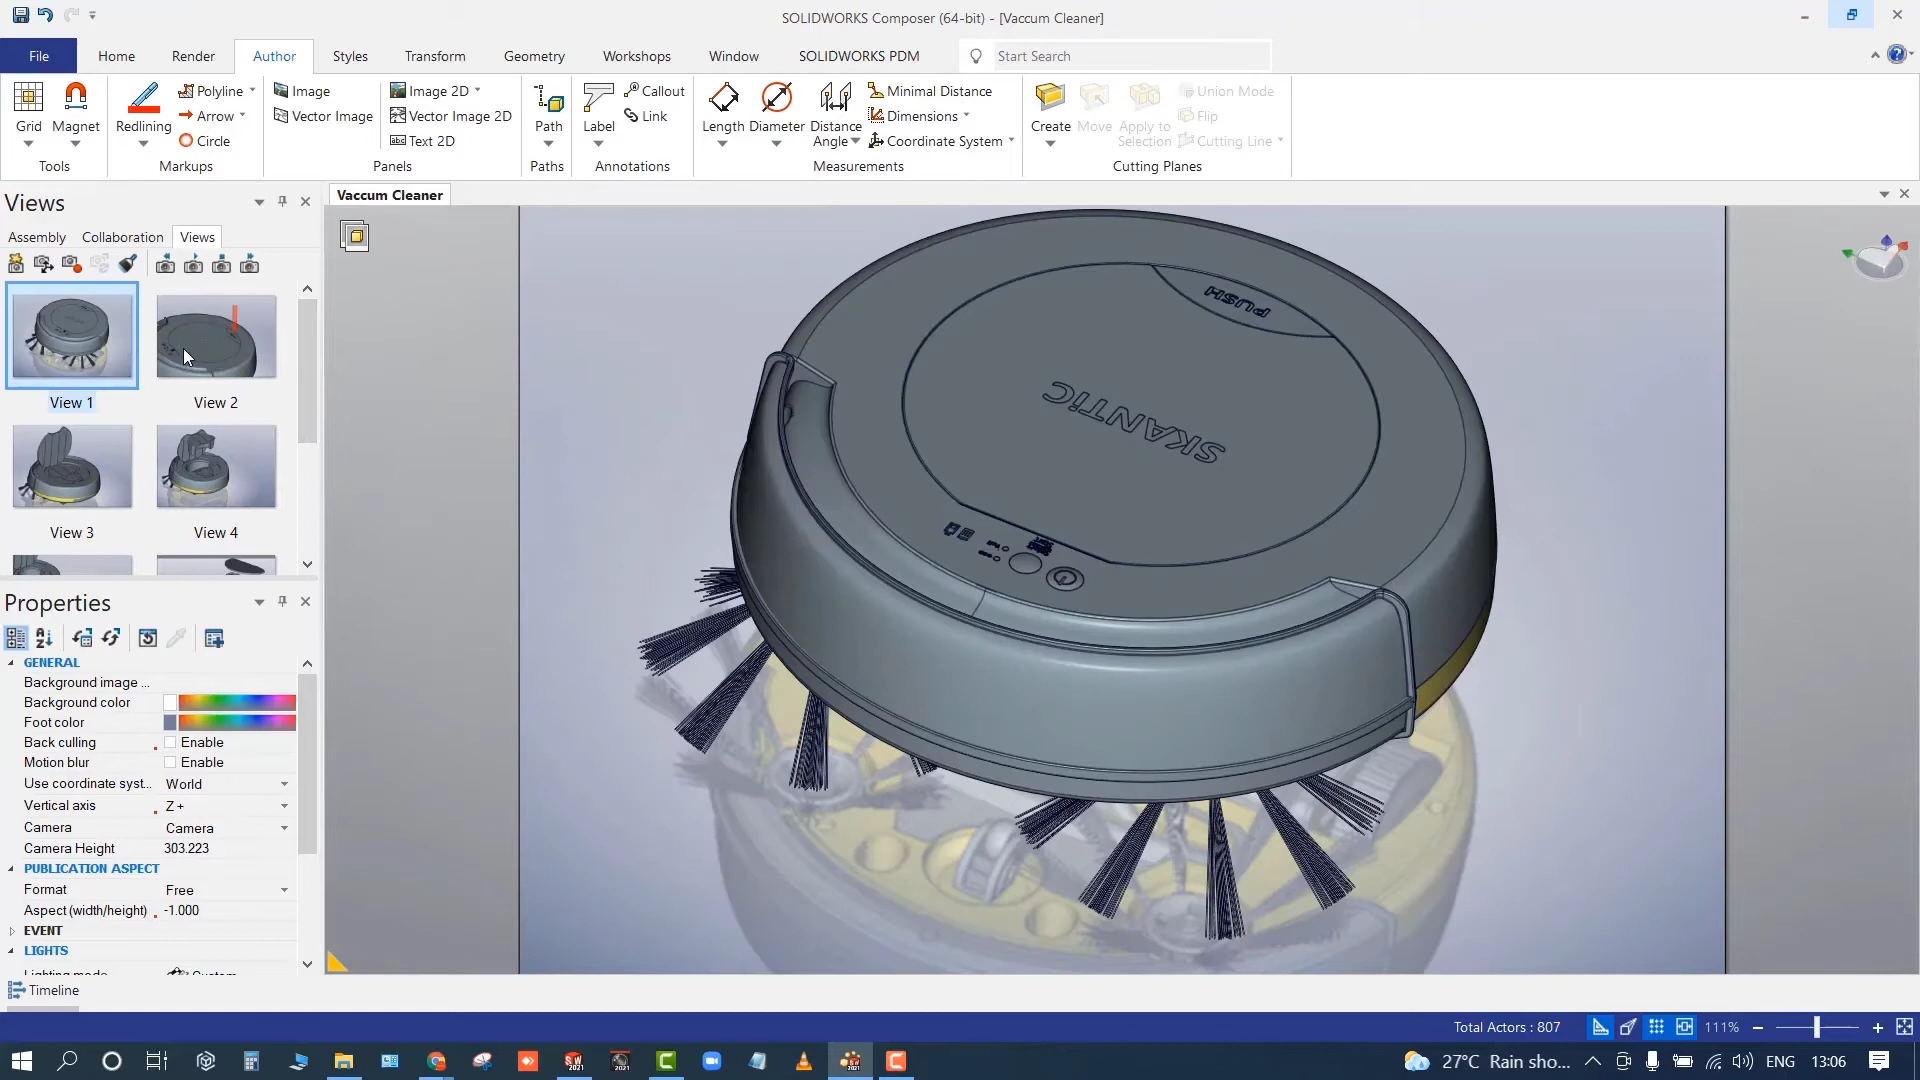 SOLIDWORKS Composer (64-bit) - [Vaccum Cleaner]
File Home Render Author Styles Transform Geometry Workshops Window SOLIDWORKS PDM Start Search
Grid Magnet
Tools
Redlining Polyline Arrow Circle
Markups
Image Vector Image Image 2D Vector Image 2D Text 2D
Panels
Path
Paths
Label Callout Link
Annotations
Length Diameter Distance Angle Minimal Distance Dimensions Coordinate System
Measurements
Create Move Apply to Selection Union Mode Flip Cutting Line
Cutting Planes
Views
Assembly Collaboration Views
View 1 View 2
View 3 View 4
Properties
GENERAL
Background image ...
Background color
Foot color
Back culling Enable
Motion blur Enable
Use coordinate syst... World
Vertical axis Z +
Camera Camera
Camera Height 303.223
PUBLICATION ASPECT
Format Free
Aspect (width/height) -1.000
EVENT
LIGHTS
Lighting mode Custom
Timeline
Vaccum Cleaner
PUSH
SKANTiC
Total Actors : 807 111%
27°C Rain sho... ENG 13:06